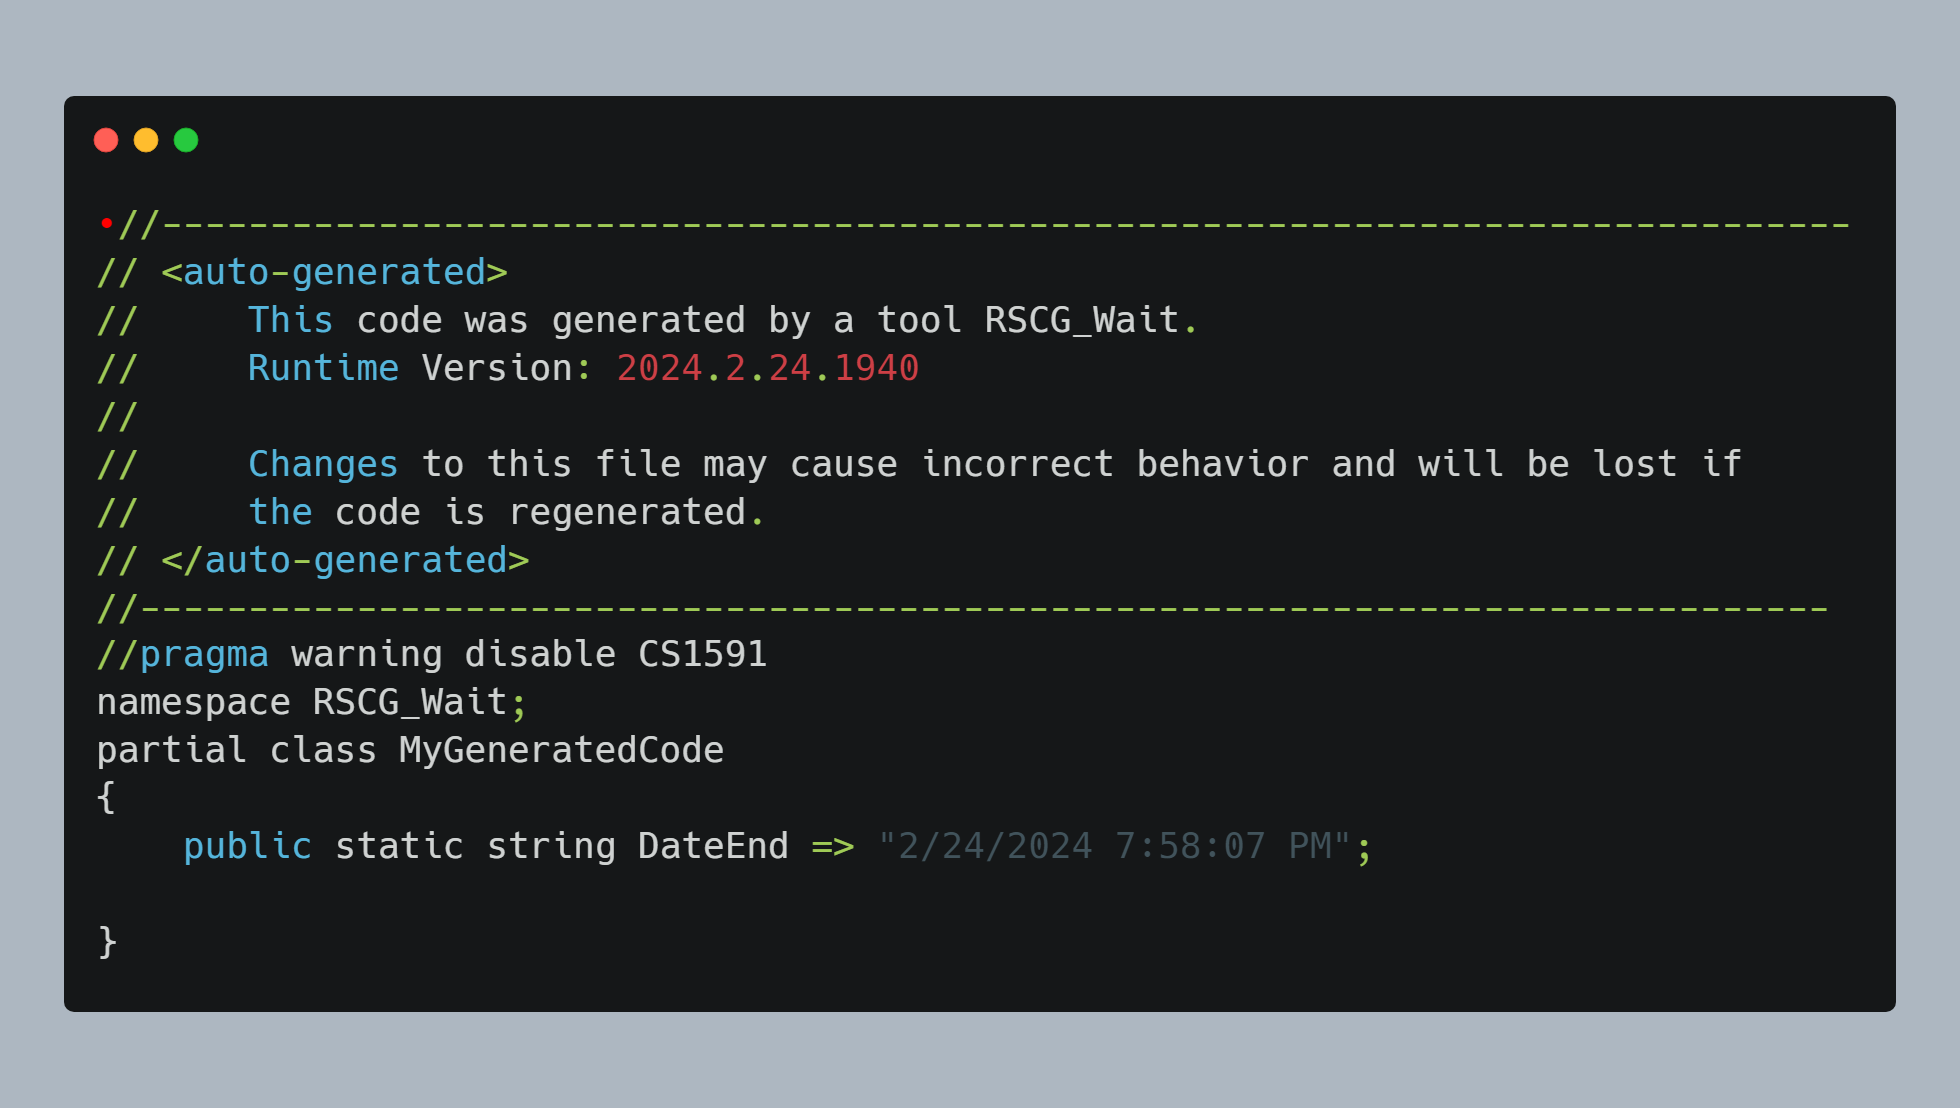 •//------------------------------------------------------------------------------
// <auto-generated>
//     This code was generated by a tool RSCG_Wait.
//     Runtime Version: 2024.2.24.1940
//
//     Changes to this file may cause incorrect behavior and will be lost if
//     the code is regenerated.
// </auto-generated>
//------------------------------------------------------------------------------
//pragma warning disable CS1591
namespace RSCG_Wait;
partial class MyGeneratedCode
{
    public static string DateEnd => "2/24/2024 7:58:07 PM";
}